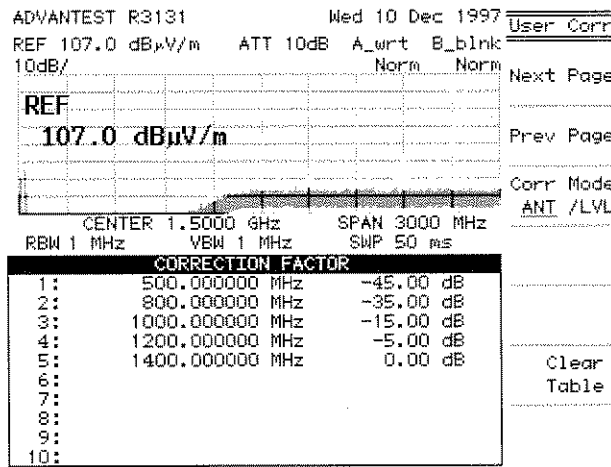 ADVANTEST R3131 Wed 10 Dec 1997
REF 107.0 dBμV/m ATT 10dB A_wrt B_blnk
10dB/ Norm Norm
REF
107.0 dBμV/m
CENTER 1.5000 GHz SPAN 3000 MHz
RBW 1 MHz VBW 1 MHz SWP 50 ms
CORRECTION FACTOR
1: 500.000000 MHz -45.00 dB
2: 800.000000 MHz -35.00 dB
3: 1000.000000 MHz -15.00 dB
4: 1200.000000 MHz -5.00 dB
5: 1400.000000 MHz 0.00 dB
6:
7:
8:
9:
10:
User Corr
Next Page
Prev Page
Corr Mode
ANT /LVL
Clear
Table